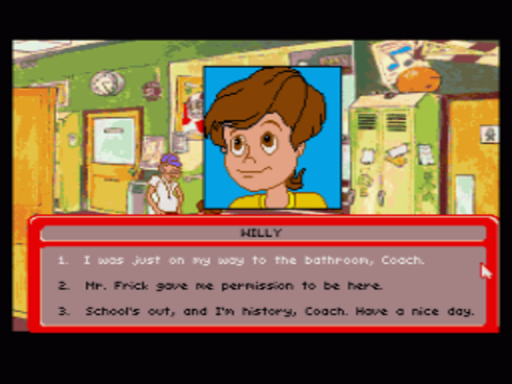 WILLY
1. I was just on my way to the bathroom, Coach.
2. Mr. Frick gave me permission to be here.
3. School's out, and I'm history, Coach. Have a nice day.